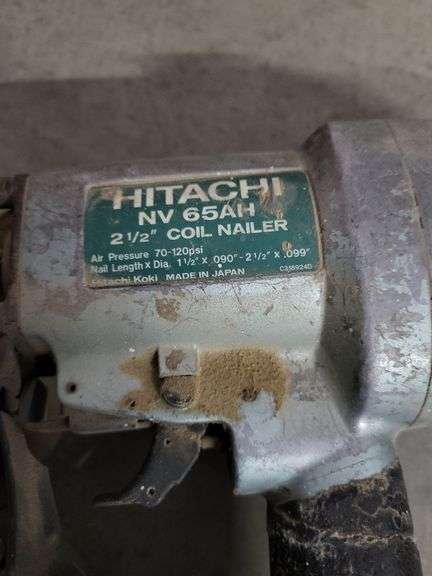 HITACHI
NV 65AH
2 1/2" COIL NAILER
Air Pressure 70-120psi
Nail Length x Dia. 1 1/2" x .090" - 2 1/2" x .099"
Hitachi Koki MADE IN JAPAN